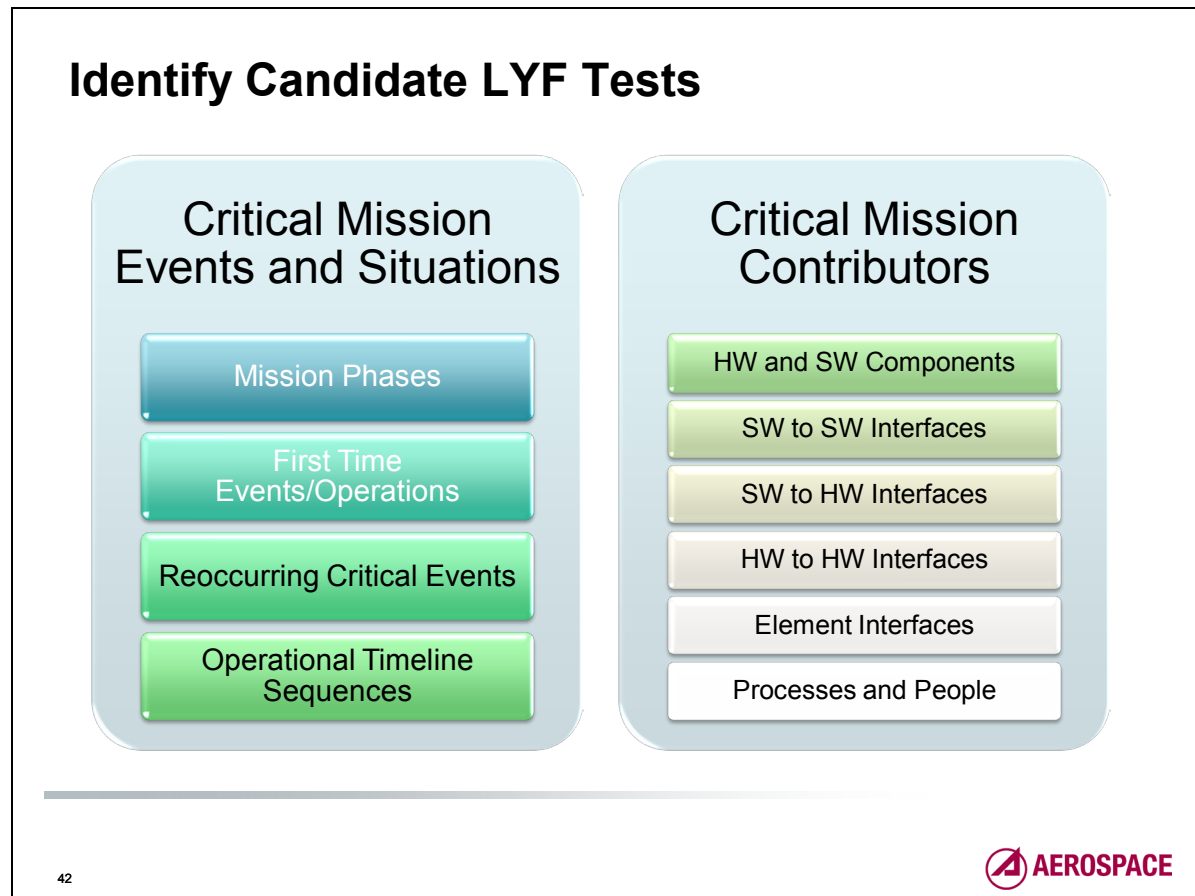 Identify Candidate LYF Tests
Critical Mission
Events and Situations
Mission Phases
First Time
Events/Operations
Reoccurring Critical Events
Operational Timeline
Sequences
Critical Mission
Contributors
HW and SW Components
SW to SW Interfaces
SW to HW Interfaces
HW to HW Interfaces
Element Interfaces
Processes and People
42
AEROSPACE